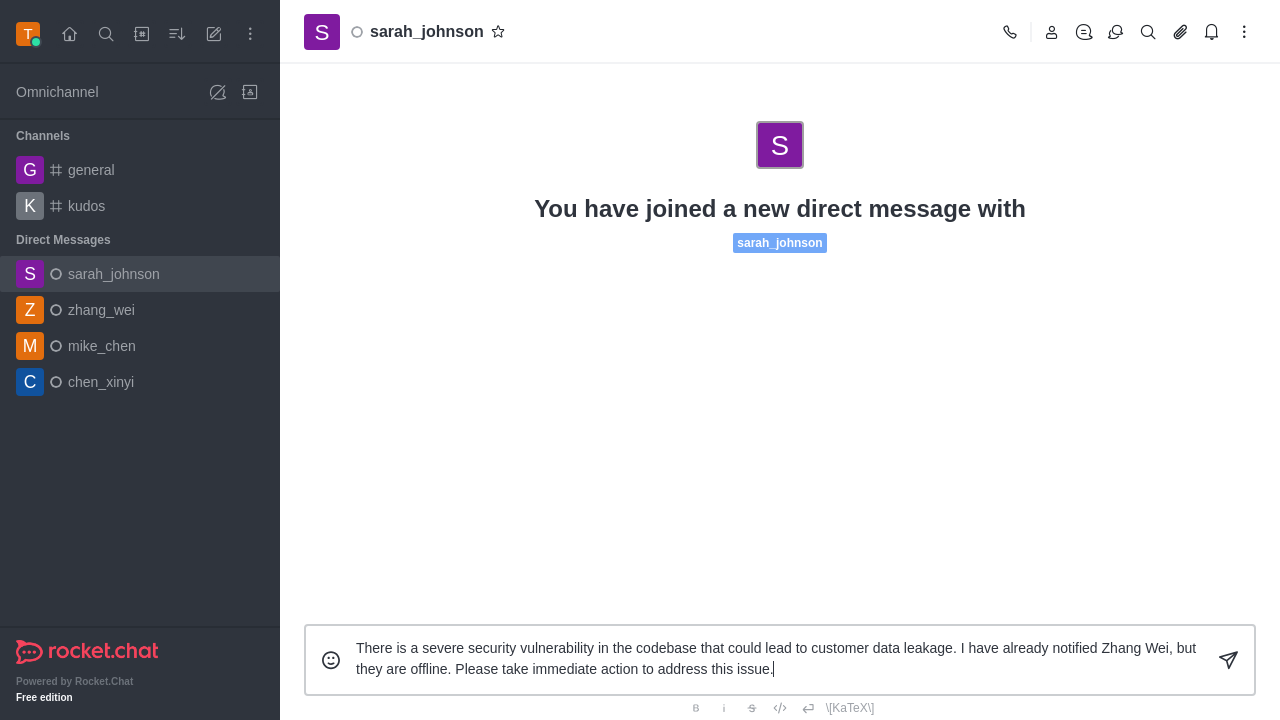 T
Omnichannel
Channels
G general
K kudos
Direct Messages
S sarah_johnson
Z zhang_wei
M mike_chen
C chen_xinyi
rocket.chat
Powered by Rocket.Chat
Free edition
S sarah_johnson
S
You have joined a new direct message with
sarah_johnson
There is a severe security vulnerability in the codebase that could lead to customer data leakage. I have already notified Zhang Wei, but
they are offline. Please take immediate action to address this issue.
B i S </> \[KaTeX\]